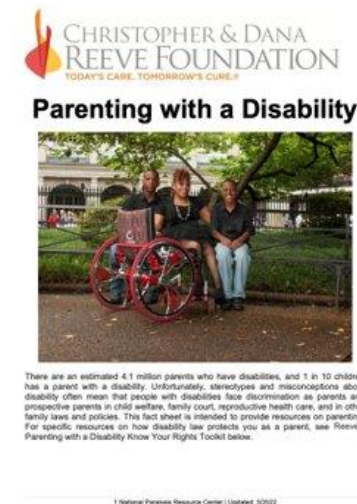 CHRISTOPHER & DANA
REEVE FOUNDATION
TODAY'S CARE. TOMORROW'S CURE.®
Parenting with a Disability
There are an estimated 4.1 million parents who have disabilities, and 1 in 10 childre
has a parent with a disability. Unfortunately, stereotypes and misconceptions abo
disability often mean that people with disabilities face discrimination as parents an
prospective parents in child welfare, family court, reproductive health care, and in oth
family laws and policies. This fact sheet is intended to provide resources on parentin
For specific resources on how disability law protects you as a parent, see Reeve
Parenting with a Disability Know Your Rights Toolkit below.
1 National Paralysis Resource Center | Updated: 5/2022